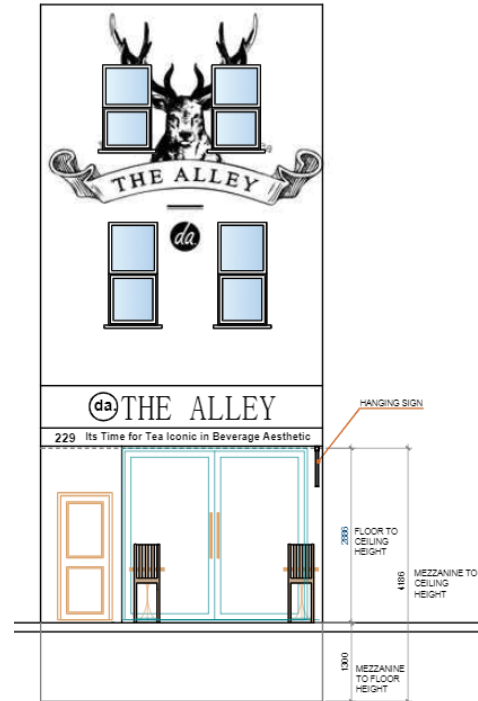 THE ALLEY
da.
da. THE ALLEY
HANGING SIGN
229 Its Time for Tea Iconic in Beverage Aesthetic
2886
FLOOR TO
CEILING
HEIGHT
4186
MEZZANINE TO
CEILING
HEIGHT
1300
MEZZANINE
TO FLOOR
HEIGHT